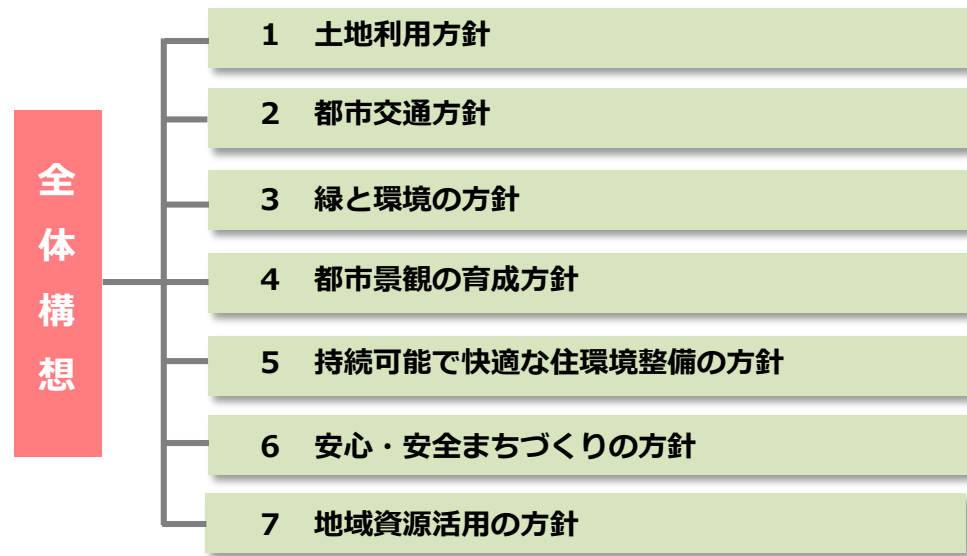 全体構想
1 土地利用方針
2 都市交通方針
3 緑と環境の方針
4 都市景観の育成方針
5 持続可能で快適な住環境整備の方針
6 安心・安全まちづくりの方針
7 地域資源活用の方針